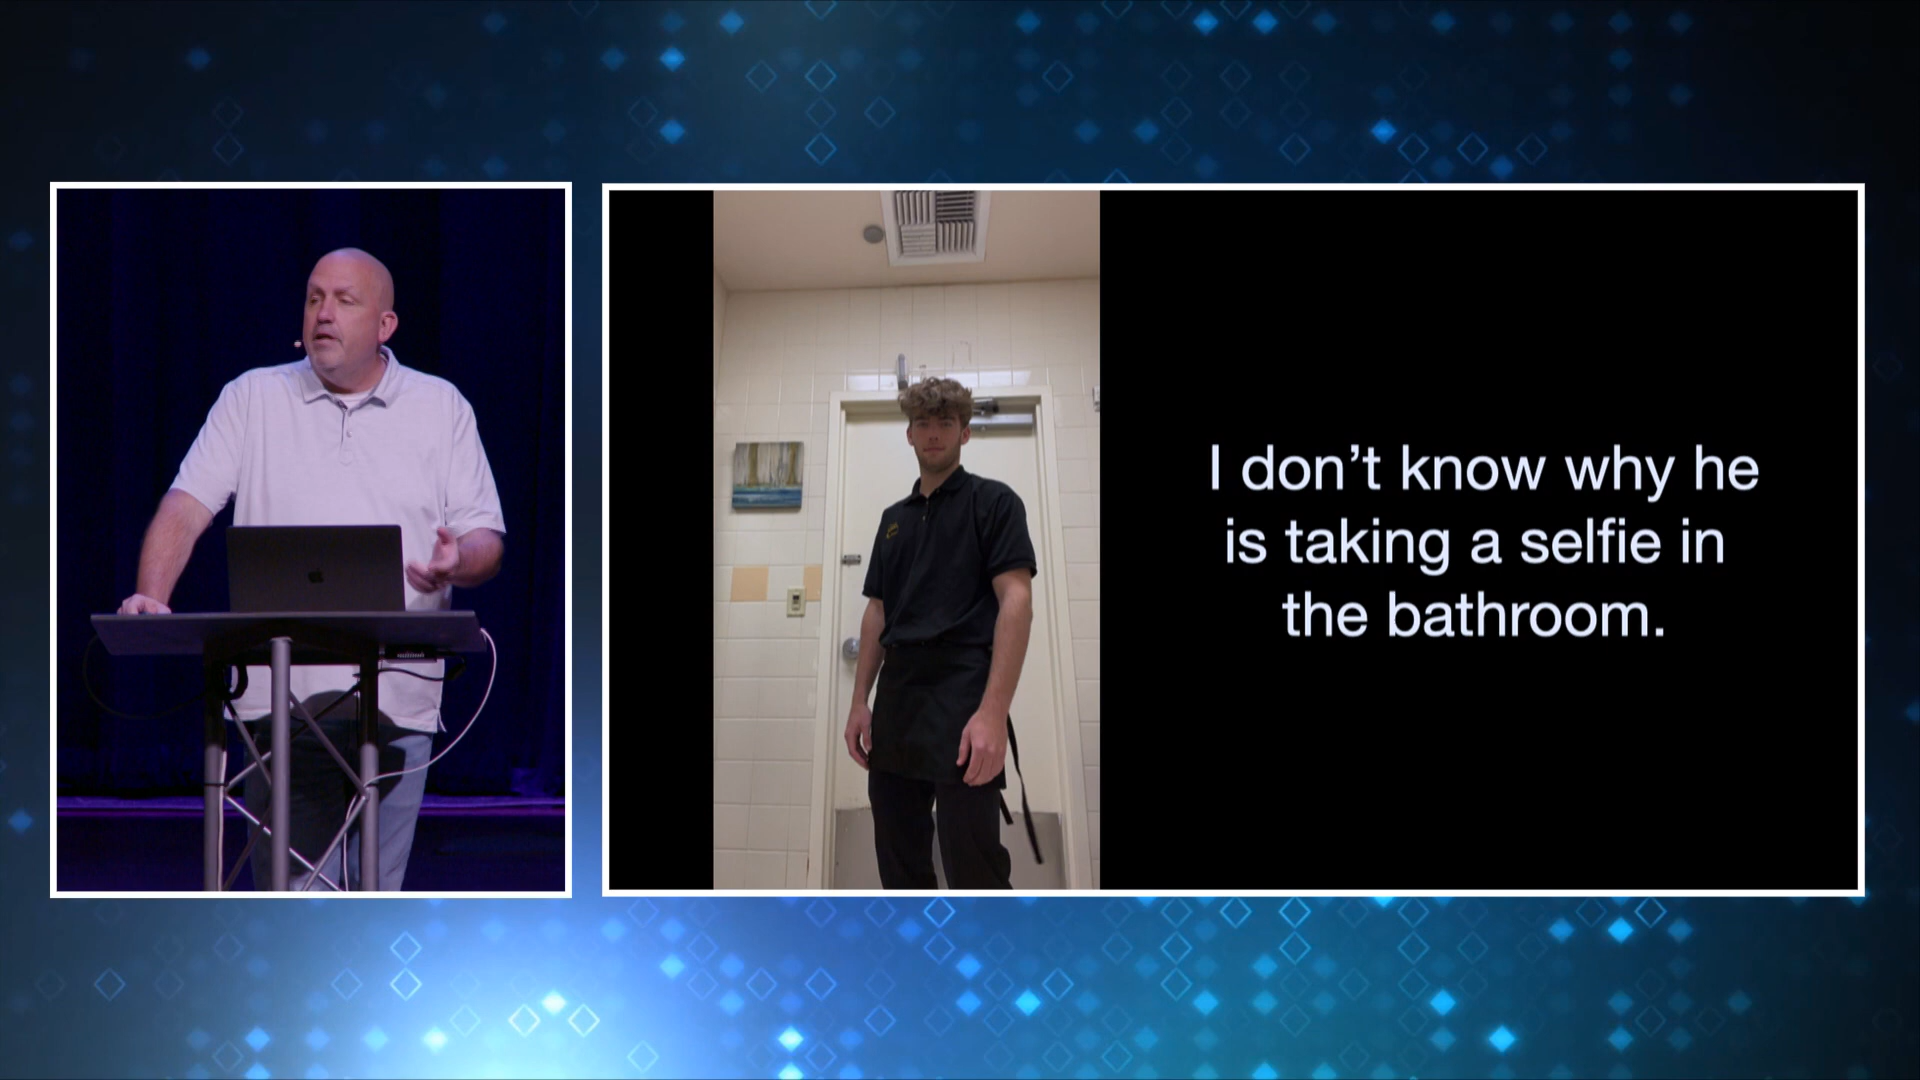 I don’t know why he
is taking a selfie in
the bathroom.